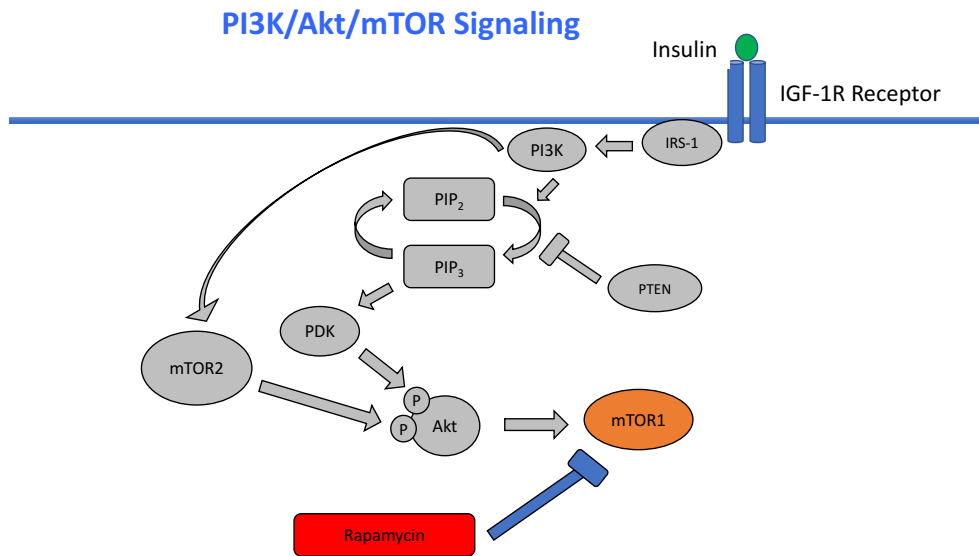 PI3K/Akt/mTOR Signaling
Insulin
IGF-1R Receptor
IRS-1
PI3K
PIP₂
PIP₃
PTEN
PDK
mTOR2
P
P
Akt
mTOR1
Rapamycin